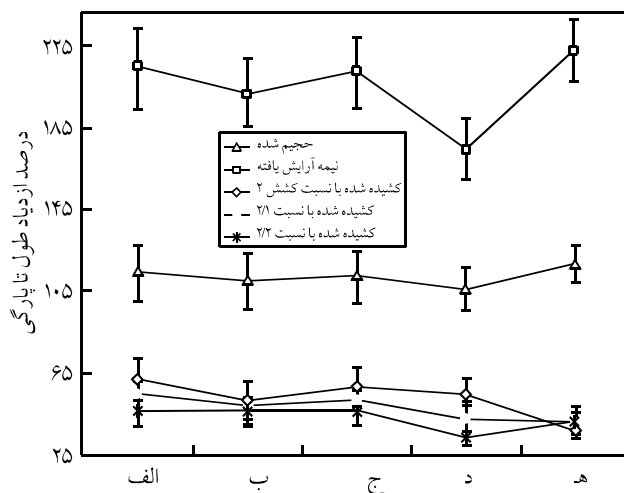 درصد ازدیاد طول تا پارگی
۲۲۵
۱۸۵
۱۴۵
۱۰۵
۶۵
۲۵
حجیم شده
نیمه آرایش یافته
کشیده شده با نسبت کشش ۲
کشیده شده با نسبت ۲/۱
کشیده شده با نسبت ۲/۲
الف ب ج د هـ